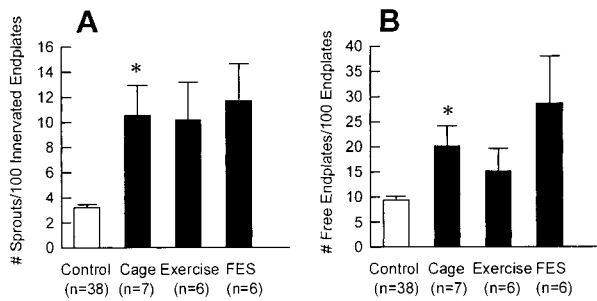 A
# Sprouts/100 Innervated Endplates
16
14
12
10
8
6
4
2
0
*
Control Cage Exercise FES
(n=38) (n=7) (n=6) (n=6)
B
# Free Endplates/100 Endplates
40
35
30
25
20
15
10
5
0
*
Control Cage Exercise FES
(n=38) (n=7) (n=6) (n=6)